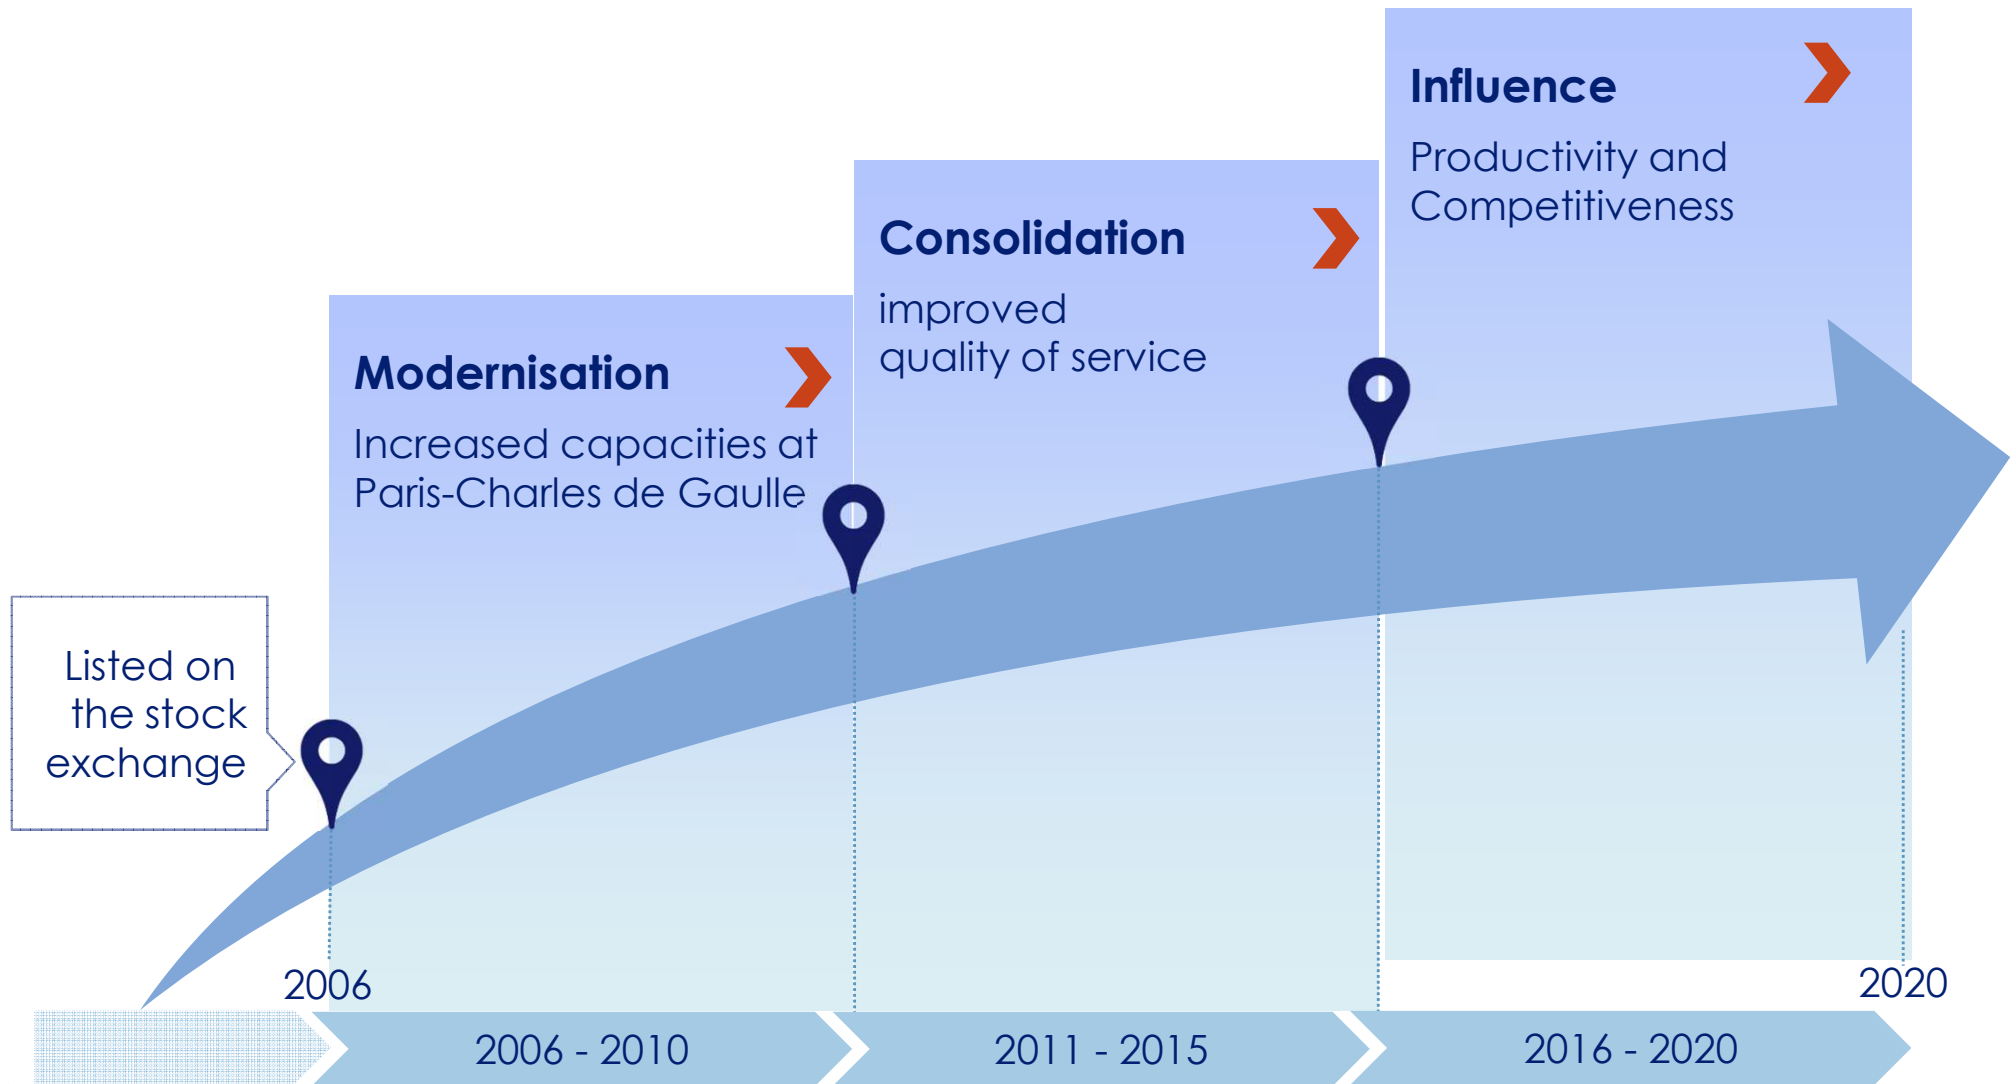 Influence
Productivity and
Competitiveness
Consolidation
improved
quality of service
Modernisation
Increased capacities at
Paris-Charles de Gaulle
Listed on
the stock
exchange
2006
2020
2006 - 2010
2011 - 2015
2016 - 2020